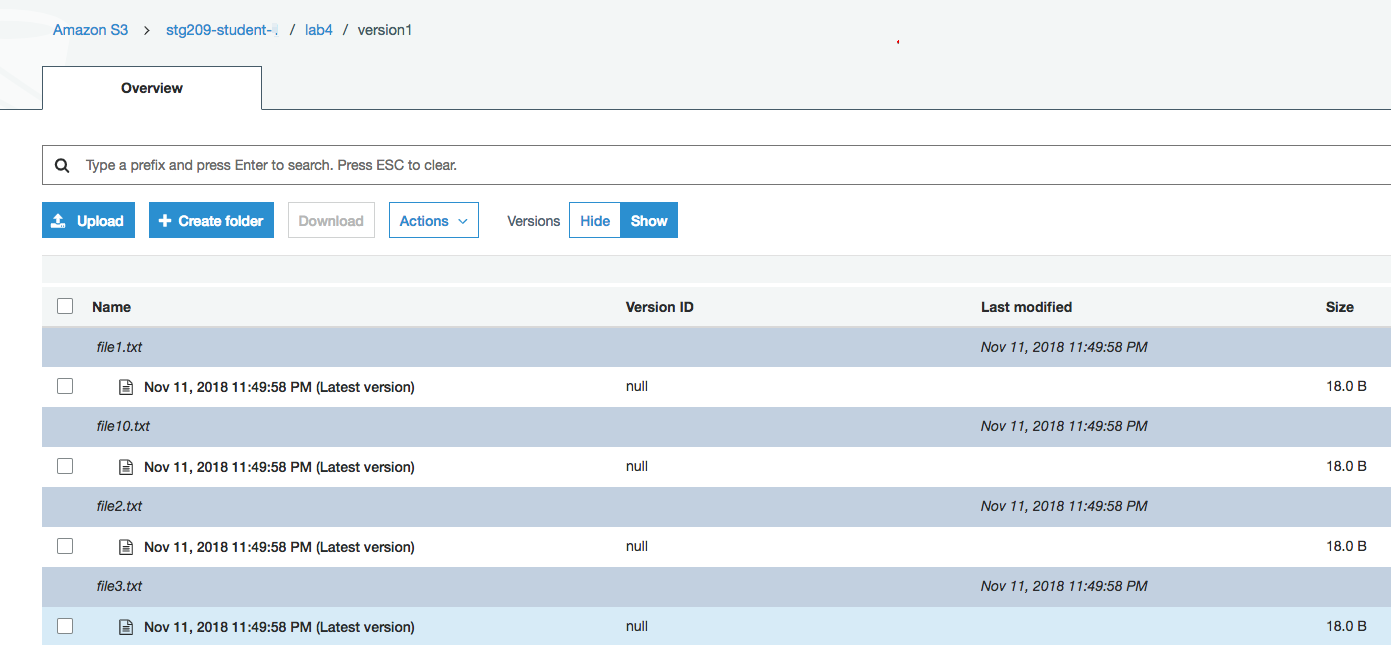 Amazon S3 > stg209-student- / lab4 / version1
Overview
Type a prefix and press Enter to search. Press ESC to clear.
Upload + Create folder Download Actions Versions Hide Show
Name Version ID Last modified Size
file1.txt Nov 11, 2018 11:49:58 PM
Nov 11, 2018 11:49:58 PM (Latest version) null 18.0 B
file10.txt Nov 11, 2018 11:49:58 PM
Nov 11, 2018 11:49:58 PM (Latest version) null 18.0 B
file2.txt Nov 11, 2018 11:49:58 PM
Nov 11, 2018 11:49:58 PM (Latest version) null 18.0 B
file3.txt Nov 11, 2018 11:49:58 PM
Nov 11, 2018 11:49:58 PM (Latest version) null 18.0 B